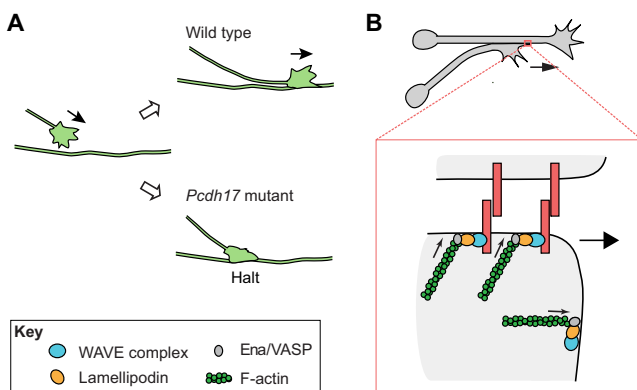 A
B
Wild type
Pcdh17 mutant
Halt
Key
WAVE complex
Ena/VASP
Lamellipodin
F-actin